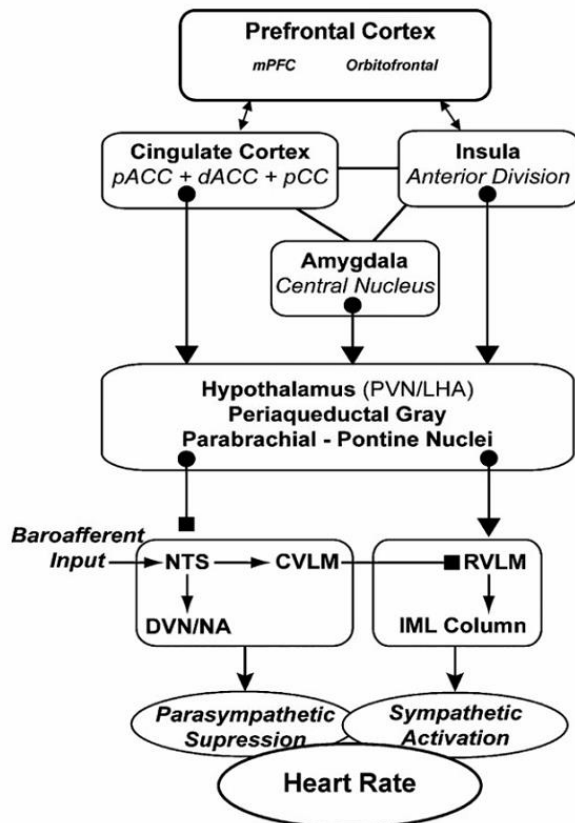 Prefrontal Cortex
mPFC Orbitofrontal
Cingulate Cortex
pACC + dACC + pCC
Insula
Anterior Division
Amygdala
Central Nucleus
Hypothalamus (PVN/LHA)
Periaqueductal Gray
Parabrachial - Pontine Nuclei
Baroafferent
Input
NTS CVLM
DVN/NA
RVLM
IML Column
Parasympathetic
Supression
Sympathetic
Activation
Heart Rate